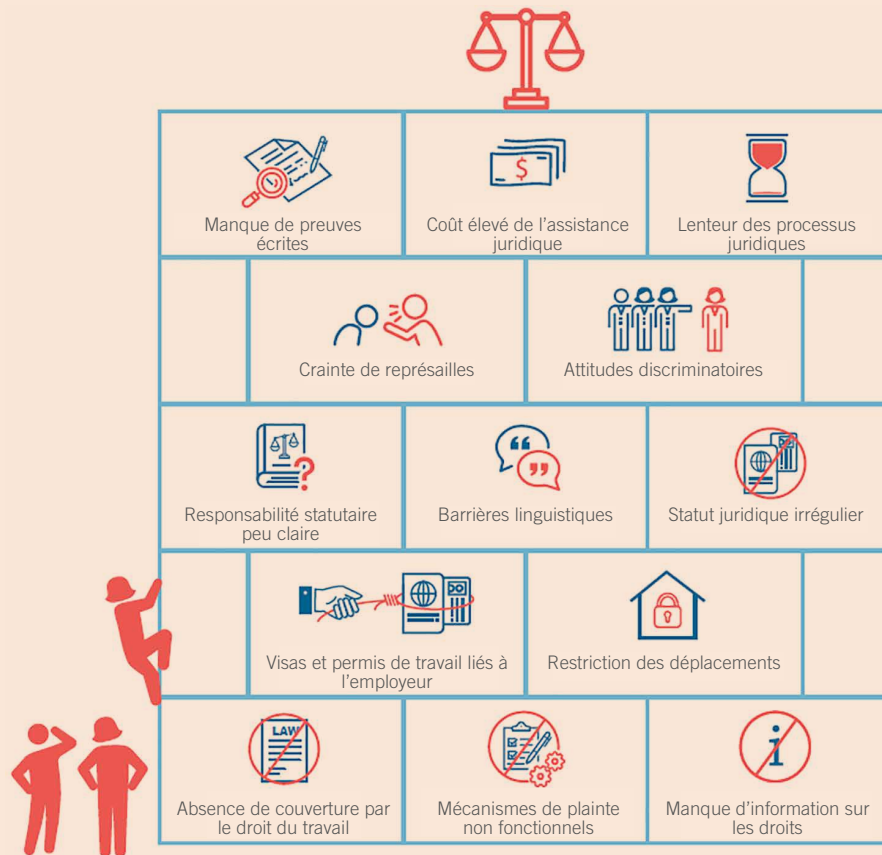 Manque de preuves
écrites
$
Coût élevé de l'assistance
juridique
Lenteur des processus
juridiques
Crainte de représailles
Attitudes discriminatoires
?
Responsabilité statutaire
peu claire
Barrières linguistiques
Statut juridique irrégulier
Visas et permis de travail liés à
l'employeur
Restriction des déplacements
LAW
Absence de couverture par
le droit du travail
Mécanismes de plainte
non fonctionnels
i
Manque d'information sur
les droits